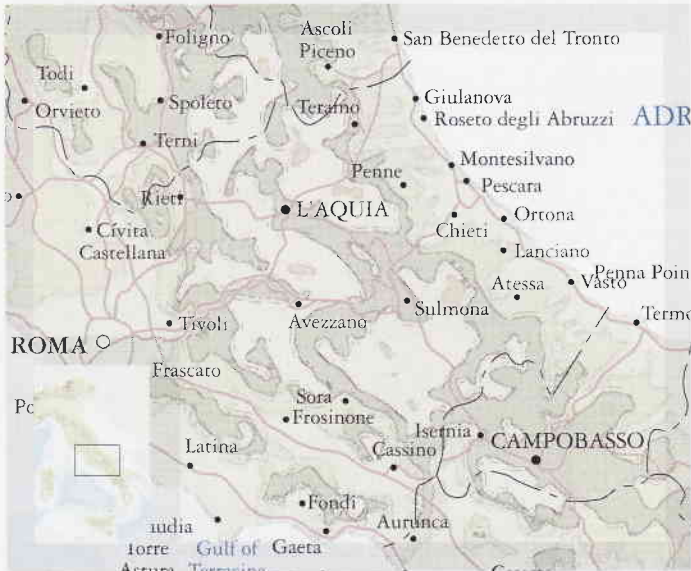 Foligno
Ascoli
Piceno
San Benedetto del Tronto
Todi
Orvieto
Spoleto
Giulanova
Teramo
Roseto degli Abruzzi
ADR
Terni
Montesilvano
Penne
Pescara
Rieti
L'AQUIA
Chieti
Ortona
Civita
Castellana
Lanciano
Atessa
Vasto
Penna Poin
Tivoli
Avezzano
Sulmona
Termo
ROMA
Frascato
Po
Sora
Frosinone
Isernia
CAMPOBASSO
Latina
Cassino
Fondi
Aurunca
Torre
Gulf of
Gaeta